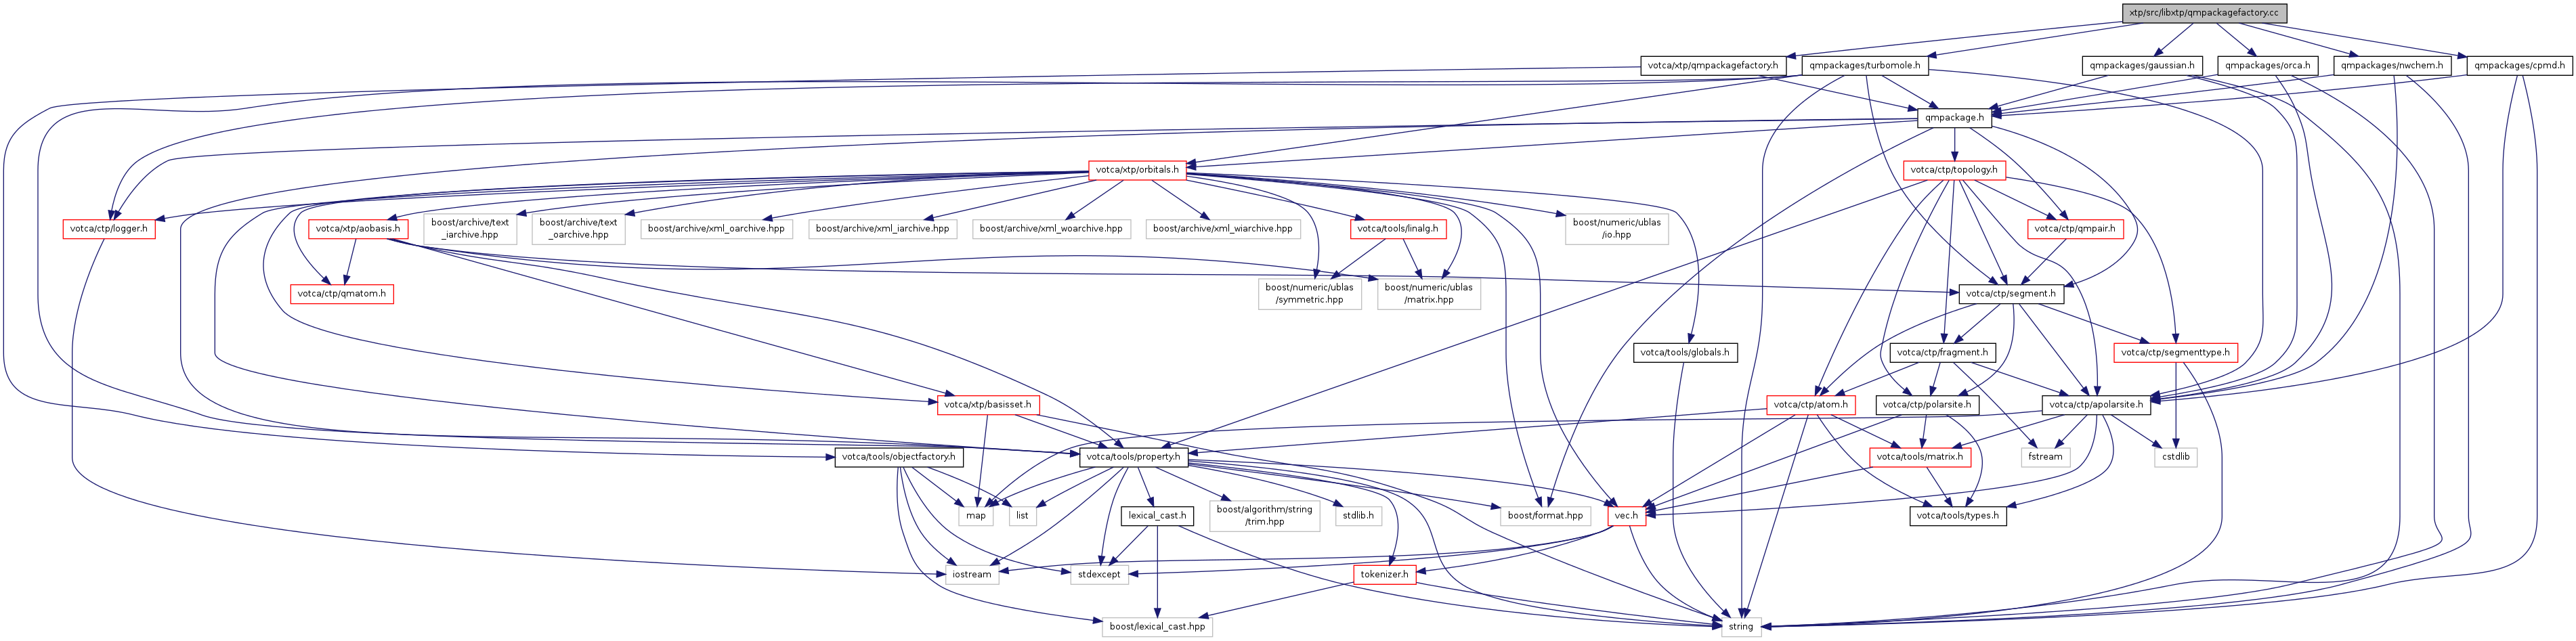 xtp/src/libxtp/qmpackagefactory.cc
votca/xtp/qmpackagefactory.h
qmpackages/turbomole.h
qmpackages/gaussian.h
qmpackages/orca.h
qmpackages/nwchem.h
qmpackages/cpmd.h
qmpackage.h
votca/xtp/orbitals.h
votca/ctp/topology.h
votca/ctp/logger.h
votca/xtp/aobasis.h
boost/archive/text
_iarchive.hpp
boost/archive/text
_oarchive.hpp
boost/archive/xml_oarchive.hpp
boost/archive/xml_iarchive.hpp
boost/archive/xml_woarchive.hpp
boost/archive/xml_wiarchive.hpp
votca/tools/linalg.h
boost/numeric/ublas
/io.hpp
votca/ctp/qmpair.h
votca/ctp/qmatom.h
boost/numeric/ublas
/symmetric.hpp
boost/numeric/ublas
/matrix.hpp
votca/ctp/segment.h
votca/tools/globals.h
votca/ctp/fragment.h
votca/ctp/segmenttype.h
votca/xtp/basisset.h
votca/ctp/atom.h
votca/ctp/polarsite.h
votca/ctp/apolarsite.h
votca/tools/objectfactory.h
votca/tools/property.h
votca/tools/matrix.h
fstream
cstdlib
map
list
lexical_cast.h
boost/algorithm/string
/trim.hpp
stdlib.h
boost/format.hpp
vec.h
votca/tools/types.h
iostream
stdexcept
tokenizer.h
boost/lexical_cast.hpp
string